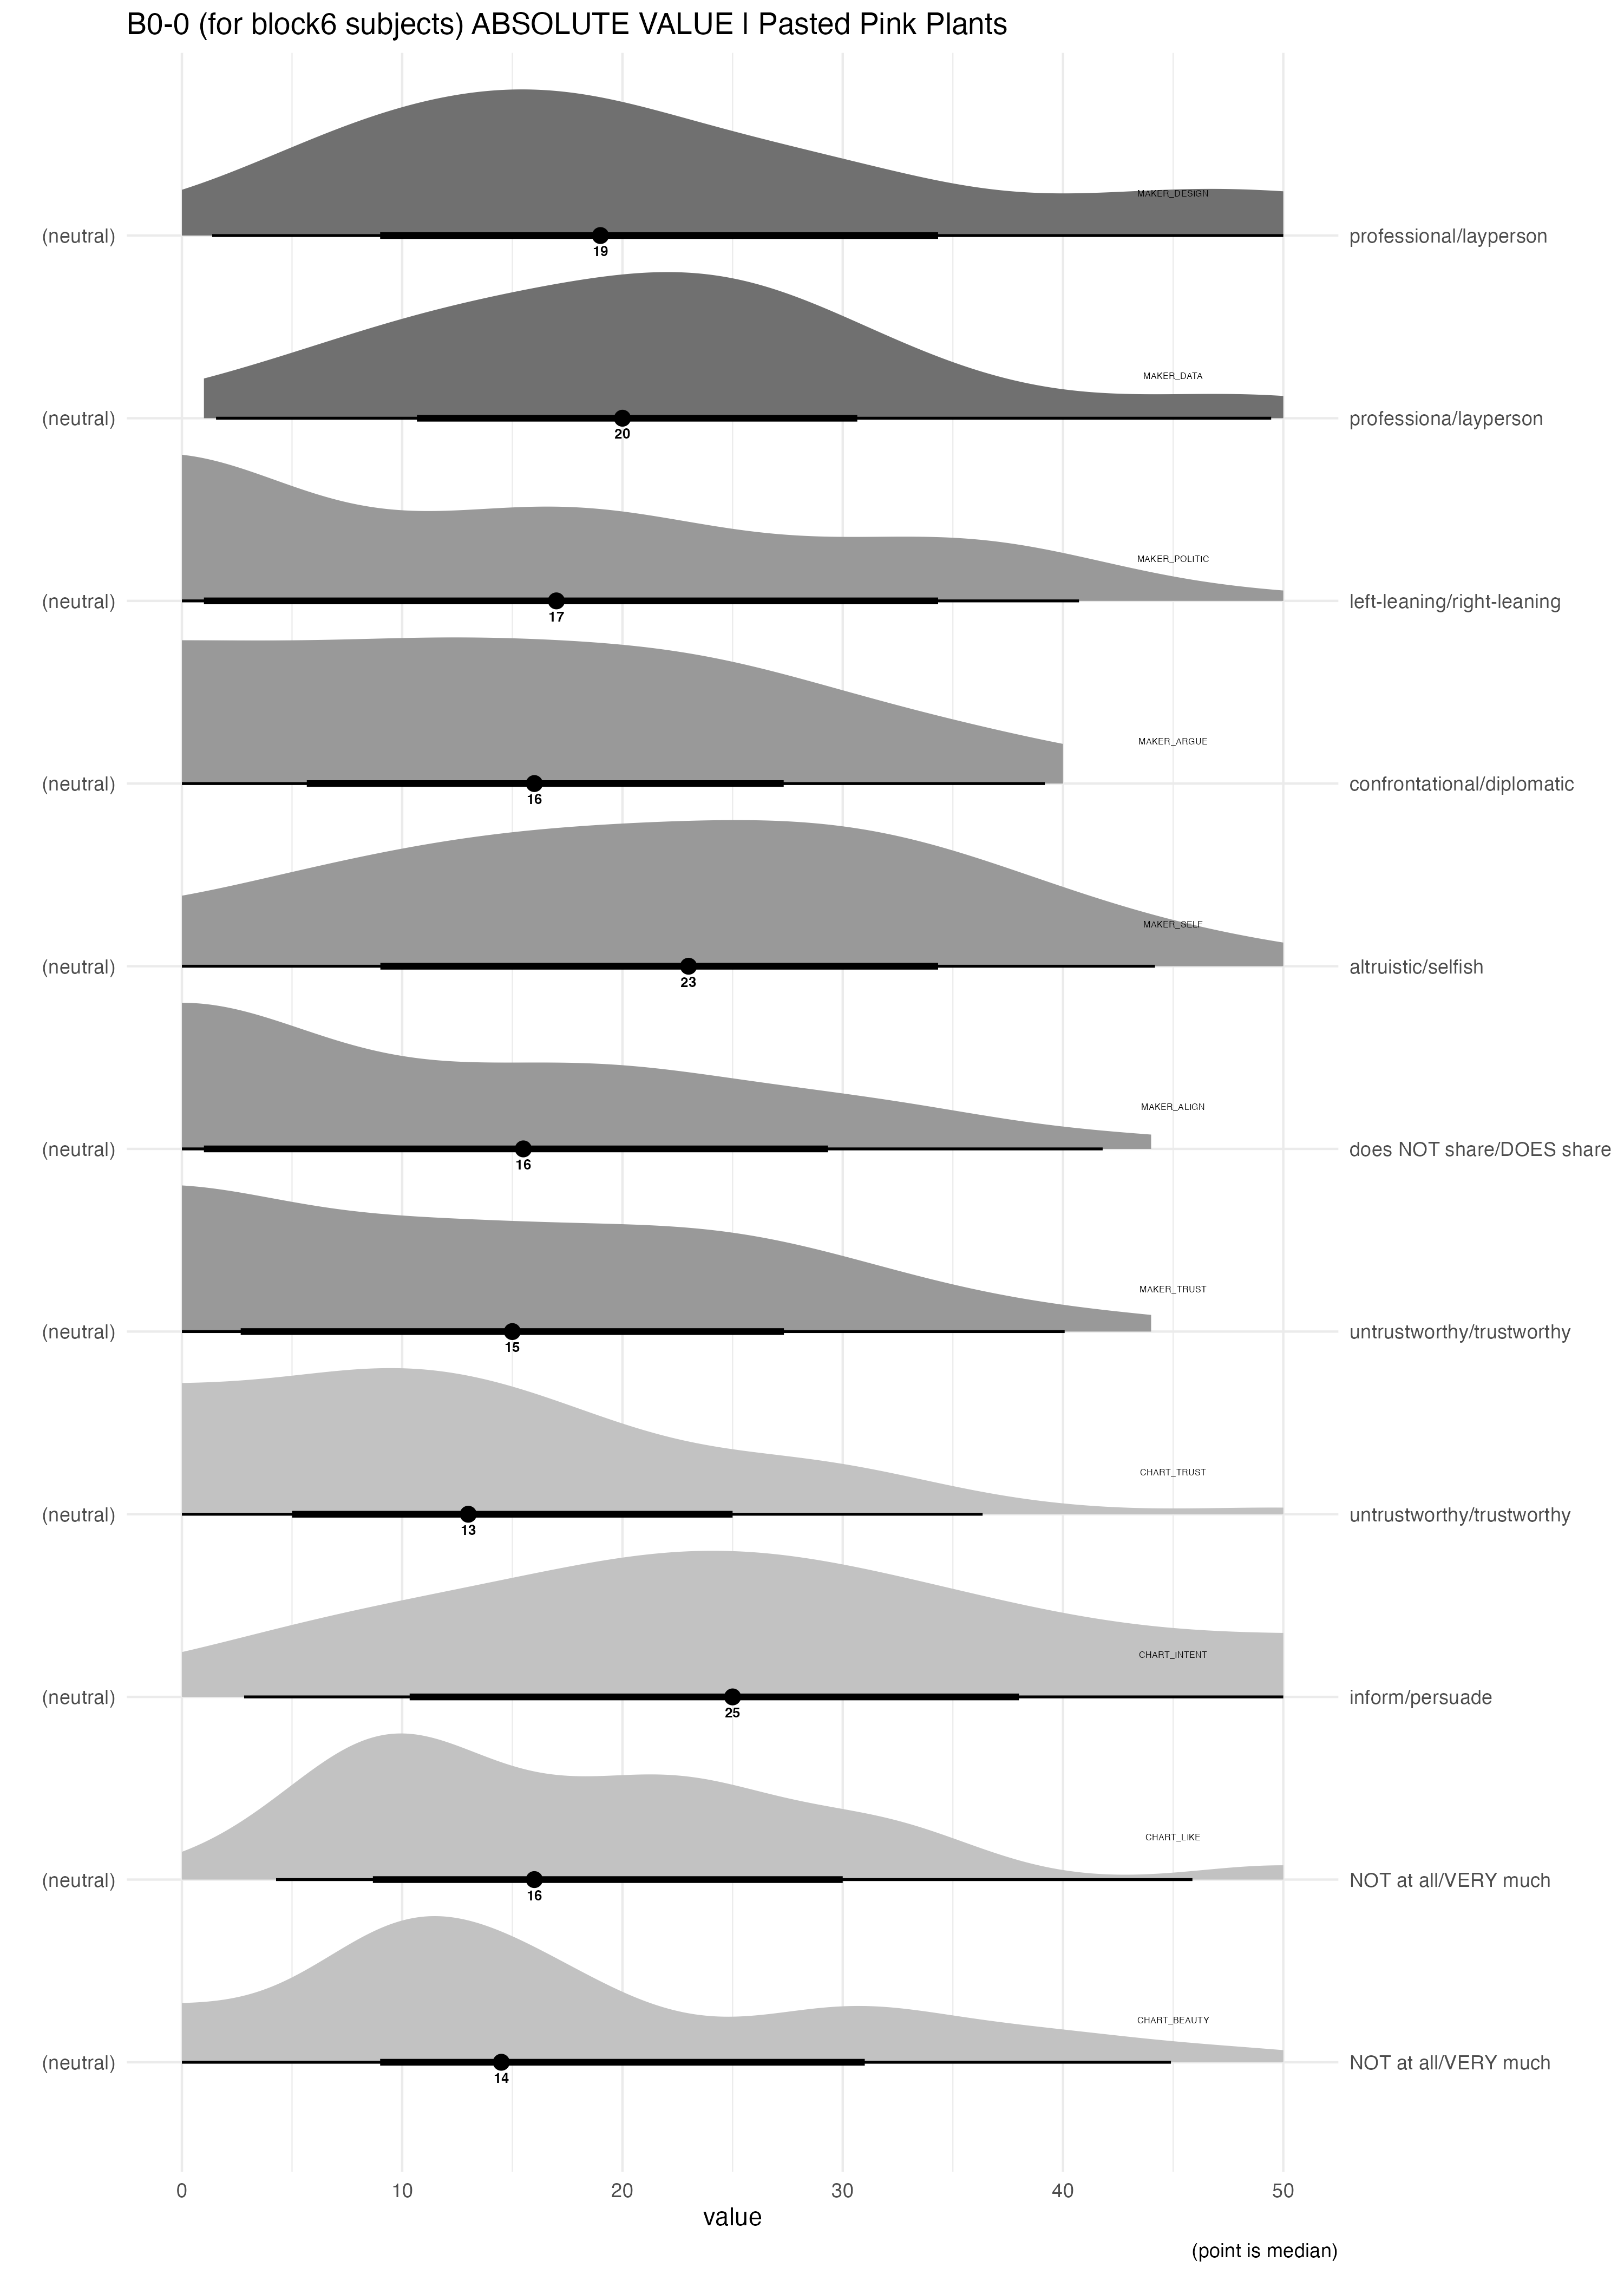 B0-0 (for block6 subjects) ABSOLUTE VALUE | Pasted Pink Plants
MAKER_DESIGN
(neutral) professional/layperson
19
MAKER_DATA
(neutral) professiona/layperson
20
MAKER_POLITIC
(neutral) left-leaning/right-leaning
17
MAKER_ARGUE
(neutral) confrontational/diplomatic
16
MAKER_SELF
(neutral) altruistic/selfish
23
MAKER_ALIGN
(neutral) does NOT share/DOES share
16
MAKER_TRUST
(neutral) untrustworthy/trustworthy
15
CHART_TRUST
(neutral) untrustworthy/trustworthy
13
CHART_INTENT
(neutral) inform/persuade
25
CHART_LIKE
(neutral) NOT at all/VERY much
16
CHART_BEAUTY
(neutral) NOT at all/VERY much
14
0 10 20 30 40 50
value
(point is median)